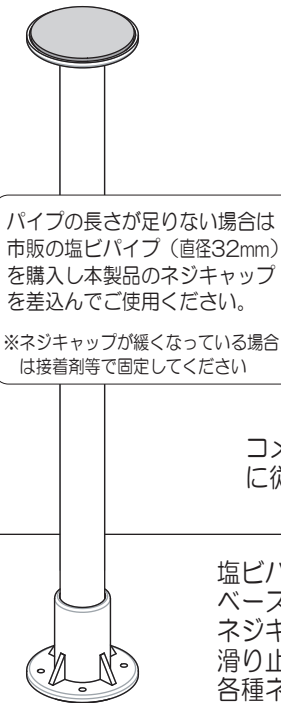 パイプの長さが足りない場合は
市販の塩ビパイプ（直径32mm）
を購入し本製品のネジキャップ
を差込んでご使用ください。
※ネジキャップが緩くなっている場合
は接着剤等で固定してください
コメ
に従
塩ビパ
ベース
ネジキ
滑り止
各種ネ